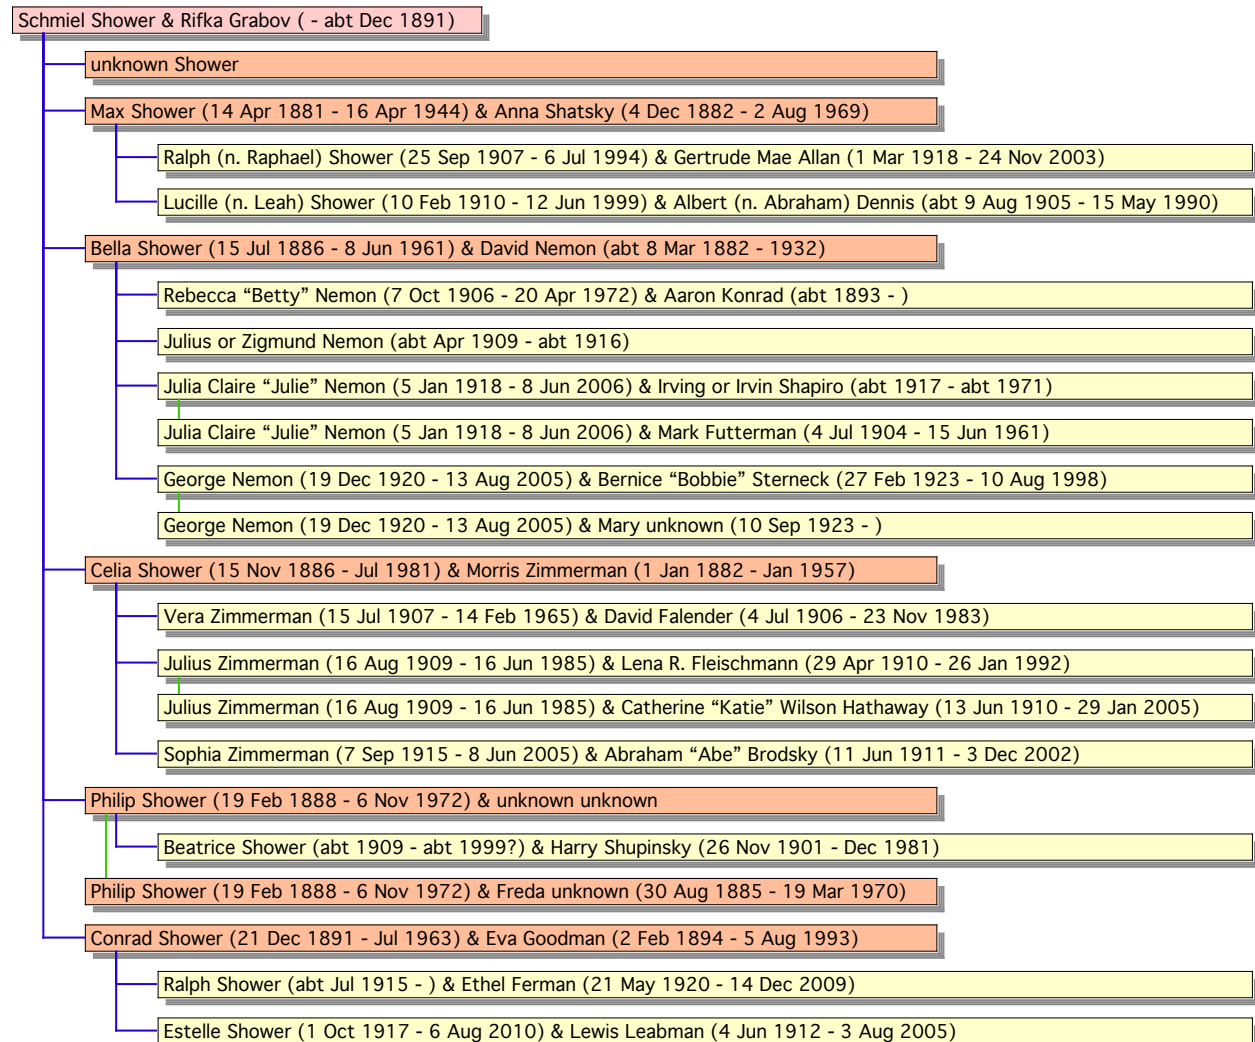 Schmiel Shower & Rifka Grabov ( - abt Dec 1891)
unknown Shower
Max Shower (14 Apr 1881 - 16 Apr 1944) & Anna Shatsky (4 Dec 1882 - 2 Aug 1969)
Ralph (n. Raphael) Shower (25 Sep 1907 - 6 Jul 1994) & Gertrude Mae Allan (1 Mar 1918 - 24 Nov 2003)
Lucille (n. Leah) Shower (10 Feb 1910 - 12 Jun 1999) & Albert (n. Abraham) Dennis (abt 9 Aug 1905 - 15 May 1990)
Bella Shower (15 Jul 1886 - 8 Jun 1961) & David Nemon (abt 8 Mar 1882 - 1932)
Rebecca “Betty” Nemon (7 Oct 1906 - 20 Apr 1972) & Aaron Konrad (abt 1893 - )
Julius or Zigmund Nemon (abt Apr 1909 - abt 1916)
Julia Claire “Julie” Nemon (5 Jan 1918 - 8 Jun 2006) & Irving or Irvin Shapiro (abt 1917 - abt 1971)
Julia Claire “Julie” Nemon (5 Jan 1918 - 8 Jun 2006) & Mark Futterman (4 Jul 1904 - 15 Jun 1961)
George Nemon (19 Dec 1920 - 13 Aug 2005) & Bernice “Bobbie” Sterneck (27 Feb 1923 - 10 Aug 1998)
George Nemon (19 Dec 1920 - 13 Aug 2005) & Mary unknown (10 Sep 1923 - )
Celia Shower (15 Nov 1886 - Jul 1981) & Morris Zimmerman (1 Jan 1882 - Jan 1957)
Vera Zimmerman (15 Jul 1907 - 14 Feb 1965) & David Falender (4 Jul 1906 - 23 Nov 1983)
Julius Zimmerman (16 Aug 1909 - 16 Jun 1985) & Lena R. Fleischmann (29 Apr 1910 - 26 Jan 1992)
Julius Zimmerman (16 Aug 1909 - 16 Jun 1985) & Catherine “Katie” Wilson Hathaway (13 Jun 1910 - 29 Jan 2005)
Sophia Zimmerman (7 Sep 1915 - 8 Jun 2005) & Abraham “Abe” Brodsky (11 Jun 1911 - 3 Dec 2002)
Philip Shower (19 Feb 1888 - 6 Nov 1972) & unknown unknown
Beatrice Shower (abt 1909 - abt 1999?) & Harry Shupinsky (26 Nov 1901 - Dec 1981)
Philip Shower (19 Feb 1888 - 6 Nov 1972) & Freda unknown (30 Aug 1885 - 19 Mar 1970)
Conrad Shower (21 Dec 1891 - Jul 1963) & Eva Goodman (2 Feb 1894 - 5 Aug 1993)
Ralph Shower (abt Jul 1915 - ) & Ethel Ferman (21 May 1920 - 14 Dec 2009)
Estelle Shower (1 Oct 1917 - 6 Aug 2010) & Lewis Leabman (4 Jun 1912 - 3 Aug 2005)